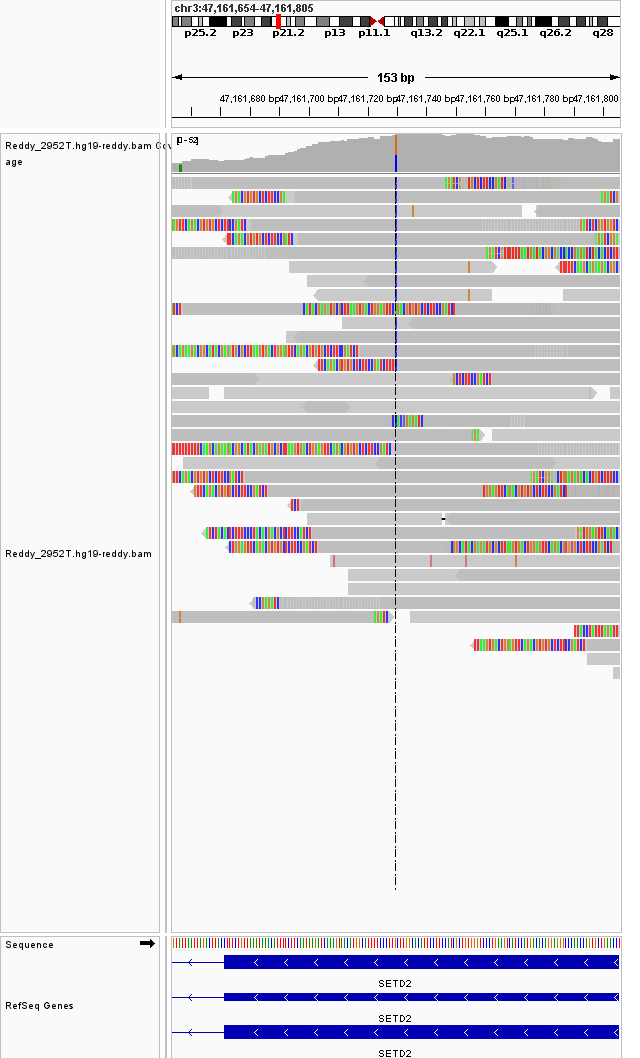 chr3:47,161,654-47,161,805
p25.2 p23 p21.2 p13 p11.1 q13.2 q22.1 q25.1 q26.2 q28
153 bp
47,161,680 bp 47,161,700 bp 47,161,720 bp 47,161,740 bp 47,161,760 bp 47,161,780 bp 47,161,800 bp
Reddy_2952T.hg19-reddy.bam Cov
age
[0 - 52]
Reddy_2952T.hg19-reddy.bam
Sequence
SETD2
RefSeq Genes
SETD2
SETD2